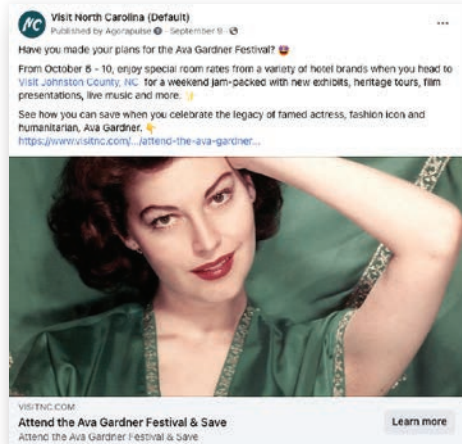 NC
Visit North Carolina (Default)
Published by Agorapulse · September 9 ·
Have you made your plans for the Ava Gardner Festival?
From October 6 - 10, enjoy special room rates from a variety of hotel brands when you head to
Visit Johnston County, NC for a weekend jam-packed with new exhibits, heritage tours, film
presentations, live music and more.
See how you can save when you celebrate the legacy of famed actress, fashion icon and
humanitarian, Ava Gardner.
https://www.visitnc.com/.../attend-the-ava-gardner...
VISITNC.COM
Attend the Ava Gardner Festival & Save
Attend the Ava Gardner Festival & Save
Learn more